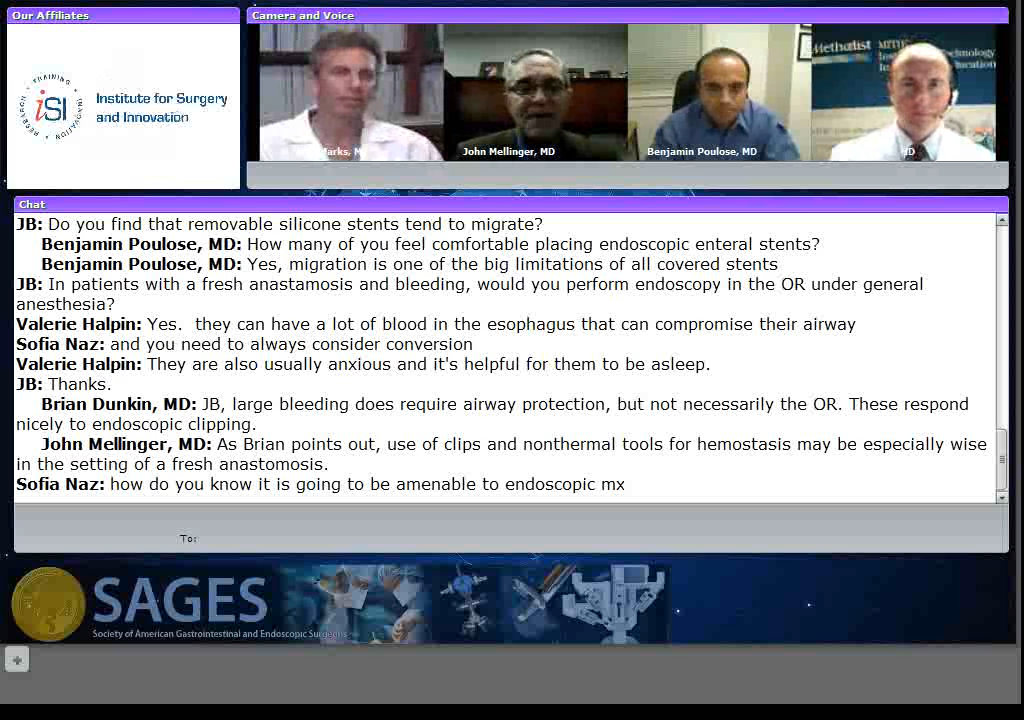 Our Affiliates
Camera and Voice
TRAINING
RESEARCH
INNOVATION
iSI
Institute for Surgery
and Innovation
Methodist
Technology
Marks, M
John Mellinger, MD
Benjamin Poulose, MD
Chat
JB: Do you find that removable silicone stents tend to migrate?
Benjamin Poulose, MD: How many of you feel comfortable placing endoscopic enteral stents?
Benjamin Poulose, MD: Yes, migration is one of the big limitations of all covered stents
JB: In patients with a fresh anastamosis and bleeding, would you perform endoscopy in the OR under general
anesthesia?
Valerie Halpin: Yes.  they can have a lot of blood in the esophagus that can compromise their airway
Sofia Naz: and you need to always consider conversion
Valerie Halpin: They are also usually anxious and it's helpful for them to be asleep.
JB: Thanks.
Brian Dunkin, MD: JB, large bleeding does require airway protection, but not necessarily the OR. These respond
nicely to endoscopic clipping.
John Mellinger, MD: As Brian points out, use of clips and nonthermal tools for hemostasis may be especially wise
in the setting of a fresh anastomosis.
Sofia Naz: how do you know it is going to be amenable to endoscopic mx
To:
SAGES
Society of American Gastrointestinal and Endoscopic Surgeons